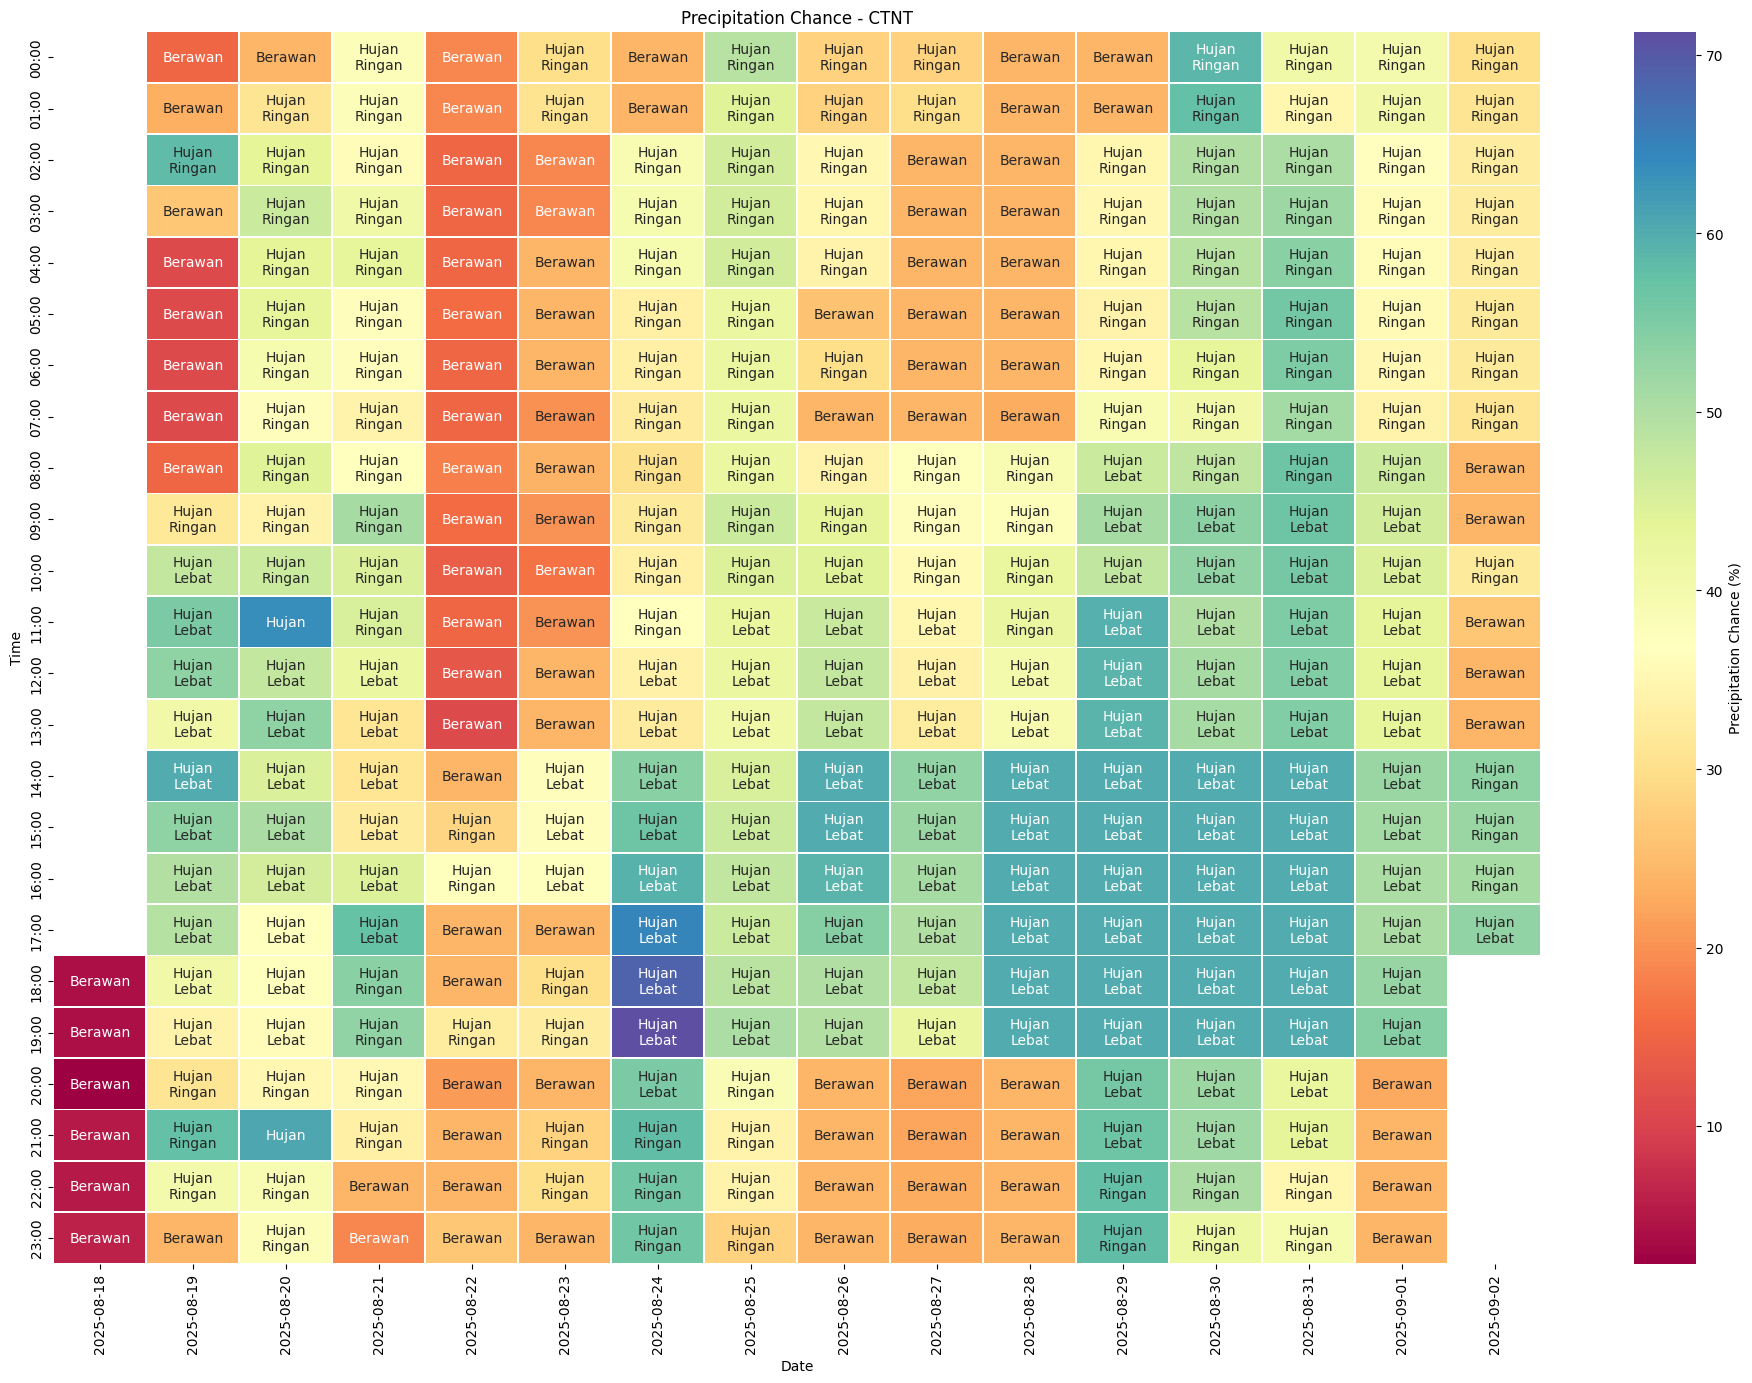 Precipitation Chance - CTNT
00:00 Berawan Berawan Hujan Ringan Berawan Hujan Ringan Berawan Hujan Ringan Hujan Ringan Hujan Ringan Berawan Berawan Hujan Ringan Hujan Ringan Hujan Ringan Hujan Ringan
01:00 Berawan Hujan Ringan Hujan Ringan Berawan Hujan Ringan Berawan Hujan Ringan Hujan Ringan Hujan Ringan Berawan Berawan Hujan Ringan Hujan Ringan Hujan Ringan Hujan Ringan
02:00 Hujan Ringan Hujan Ringan Hujan Ringan Berawan Berawan Hujan Ringan Hujan Ringan Hujan Ringan Berawan Berawan Hujan Ringan Hujan Ringan Hujan Ringan Hujan Ringan Hujan Ringan
03:00 Berawan Hujan Ringan Hujan Ringan Berawan Berawan Hujan Ringan Hujan Ringan Hujan Ringan Berawan Berawan Hujan Ringan Hujan Ringan Hujan Ringan Hujan Ringan Hujan Ringan
04:00 Berawan Hujan Ringan Hujan Ringan Berawan Berawan Hujan Ringan Hujan Ringan Hujan Ringan Berawan Berawan Hujan Ringan Hujan Ringan Hujan Ringan Hujan Ringan Hujan Ringan
05:00 Berawan Hujan Ringan Hujan Ringan Berawan Berawan Hujan Ringan Hujan Ringan Berawan Berawan Berawan Hujan Ringan Hujan Ringan Hujan Ringan Hujan Ringan Hujan Ringan
06:00 Berawan Hujan Ringan Hujan Ringan Berawan Berawan Hujan Ringan Hujan Ringan Hujan Ringan Berawan Berawan Hujan Ringan Hujan Ringan Hujan Ringan Hujan Ringan Hujan Ringan
07:00 Berawan Hujan Ringan Hujan Ringan Berawan Berawan Hujan Ringan Hujan Ringan Berawan Berawan Berawan Hujan Ringan Hujan Ringan Hujan Ringan Hujan Ringan Hujan Ringan
08:00 Berawan Hujan Ringan Hujan Ringan Berawan Berawan Hujan Ringan Hujan Ringan Hujan Ringan Hujan Ringan Hujan Ringan Hujan Lebat Hujan Ringan Hujan Ringan Hujan Ringan Berawan
09:00 Hujan Ringan Hujan Ringan Hujan Ringan Berawan Berawan Hujan Ringan Hujan Ringan Hujan Ringan Hujan Ringan Hujan Ringan Hujan Lebat Hujan Lebat Hujan Lebat Hujan Lebat Berawan
10:00 Hujan Lebat Hujan Ringan Hujan Ringan Berawan Berawan Hujan Ringan Hujan Ringan Hujan Lebat Hujan Ringan Hujan Ringan Hujan Lebat Hujan Lebat Hujan Lebat Hujan Lebat Hujan Ringan
11:00 Hujan Lebat Hujan Hujan Ringan Berawan Berawan Hujan Ringan Hujan Lebat Hujan Lebat Hujan Lebat Hujan Ringan Hujan Lebat Hujan Lebat Hujan Lebat Hujan Lebat Berawan
12:00 Hujan Lebat Hujan Lebat Hujan Lebat Berawan Berawan Hujan Lebat Hujan Lebat Hujan Lebat Hujan Lebat Hujan Lebat Hujan Lebat Hujan Lebat Hujan Lebat Hujan Lebat Berawan
13:00 Hujan Lebat Hujan Lebat Hujan Lebat Berawan Berawan Hujan Lebat Hujan Lebat Hujan Lebat Hujan Lebat Hujan Lebat Hujan Lebat Hujan Lebat Hujan Lebat Hujan Lebat Berawan
14:00 Hujan Lebat Hujan Lebat Hujan Lebat Berawan Hujan Lebat Hujan Lebat Hujan Lebat Hujan Lebat Hujan Lebat Hujan Lebat Hujan Lebat Hujan Lebat Hujan Lebat Hujan Lebat Hujan Ringan
15:00 Hujan Lebat Hujan Lebat Hujan Lebat Hujan Ringan Hujan Lebat Hujan Lebat Hujan Lebat Hujan Lebat Hujan Lebat Hujan Lebat Hujan Lebat Hujan Lebat Hujan Lebat Hujan Lebat Hujan Ringan
16:00 Hujan Lebat Hujan Lebat Hujan Lebat Hujan Ringan Hujan Lebat Hujan Lebat Hujan Lebat Hujan Lebat Hujan Lebat Hujan Lebat Hujan Lebat Hujan Lebat Hujan Lebat Hujan Lebat Hujan Ringan
17:00 Hujan Lebat Hujan Lebat Hujan Lebat Berawan Berawan Hujan Lebat Hujan Lebat Hujan Lebat Hujan Lebat Hujan Lebat Hujan Lebat Hujan Lebat Hujan Lebat Hujan Lebat Hujan Lebat
18:00 Berawan Hujan Lebat Hujan Lebat Hujan Ringan Berawan Hujan Ringan Hujan Lebat Hujan Lebat Hujan Lebat Hujan Lebat Hujan Lebat Hujan Lebat Hujan Lebat Hujan Lebat Hujan Lebat
19:00 Berawan Hujan Lebat Hujan Lebat Hujan Ringan Hujan Ringan Hujan Ringan Hujan Lebat Hujan Lebat Hujan Lebat Hujan Lebat Hujan Lebat Hujan Lebat Hujan Lebat Hujan Lebat Hujan Lebat
20:00 Berawan Hujan Ringan Hujan Ringan Hujan Ringan Berawan Berawan Hujan Lebat Hujan Ringan Berawan Berawan Berawan Hujan Lebat Hujan Lebat Hujan Lebat Berawan
21:00 Berawan Hujan Ringan Hujan Hujan Ringan Berawan Hujan Ringan Hujan Ringan Hujan Ringan Berawan Berawan Berawan Hujan Lebat Hujan Lebat Hujan Lebat Berawan
22:00 Berawan Hujan Ringan Hujan Ringan Berawan Berawan Hujan Ringan Hujan Ringan Hujan Ringan Berawan Berawan Berawan Hujan Ringan Hujan Ringan Hujan Ringan Berawan
23:00 Berawan Berawan Hujan Ringan Berawan Berawan Berawan Hujan Ringan Hujan Ringan Berawan Berawan Berawan Hujan Ringan Hujan Ringan Hujan Ringan Berawan
2025-08-18 2025-08-19 2025-08-20 2025-08-21 2025-08-22 2025-08-23 2025-08-24 2025-08-25 2025-08-26 2025-08-27 2025-08-28 2025-08-29 2025-08-30 2025-08-31 2025-09-01 2025-09-02
Time
Date
70
60
50
40
30
20
10
Precipitation Chance (%)